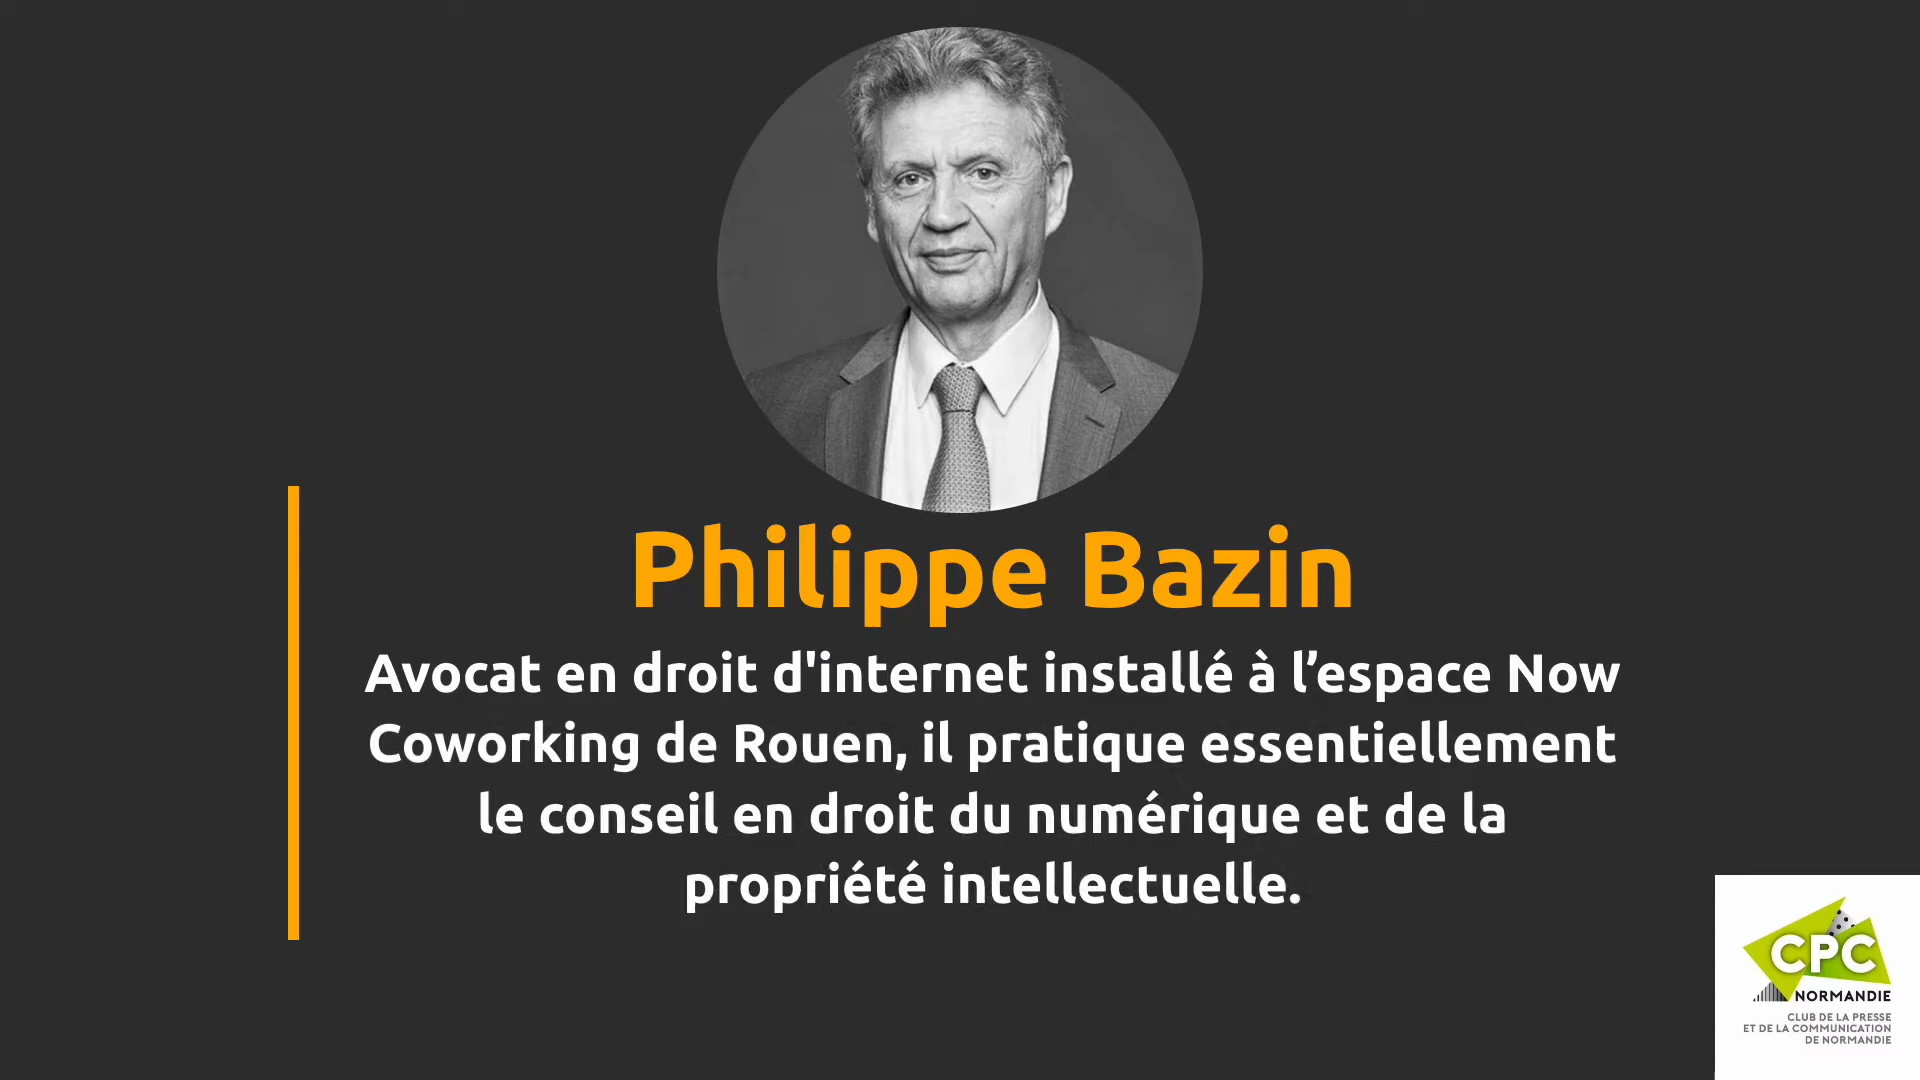 Philippe Bazin
Avocat en droit d'internet installé à l’espace Now
Coworking de Rouen, il pratique essentiellement
le conseil en droit du numérique et de la
propriété intellectuelle.
CPC
NORMANDIE
CLUB DE LA PRESSE
ET DE LA COMMUNICATION
DE NORMANDIE